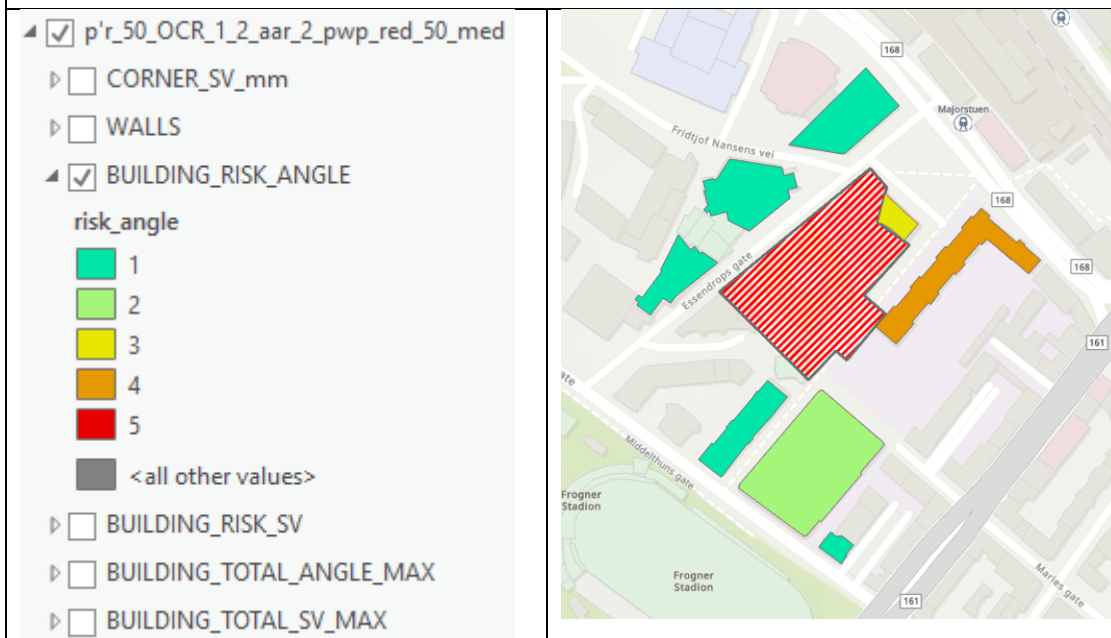 p'r_50_OCR_1_2_aar_2_pwp_red_50_med
CORNER_SV_mm
WALLS
BUILDING_RISK_ANGLE
risk_angle
1
2
3
4
5
<all other values>
BUILDING_RISK_SV
BUILDING_TOTAL_ANGLE_MAX
BUILDING_TOTAL_SV_MAX
168
Majorstuen
Fridtjof Nansens vei
168
Essendrops gate
168
161
ate
Middelthuns gate
Frogner
Stadion
Frogner
Stadion
Maries gate
161